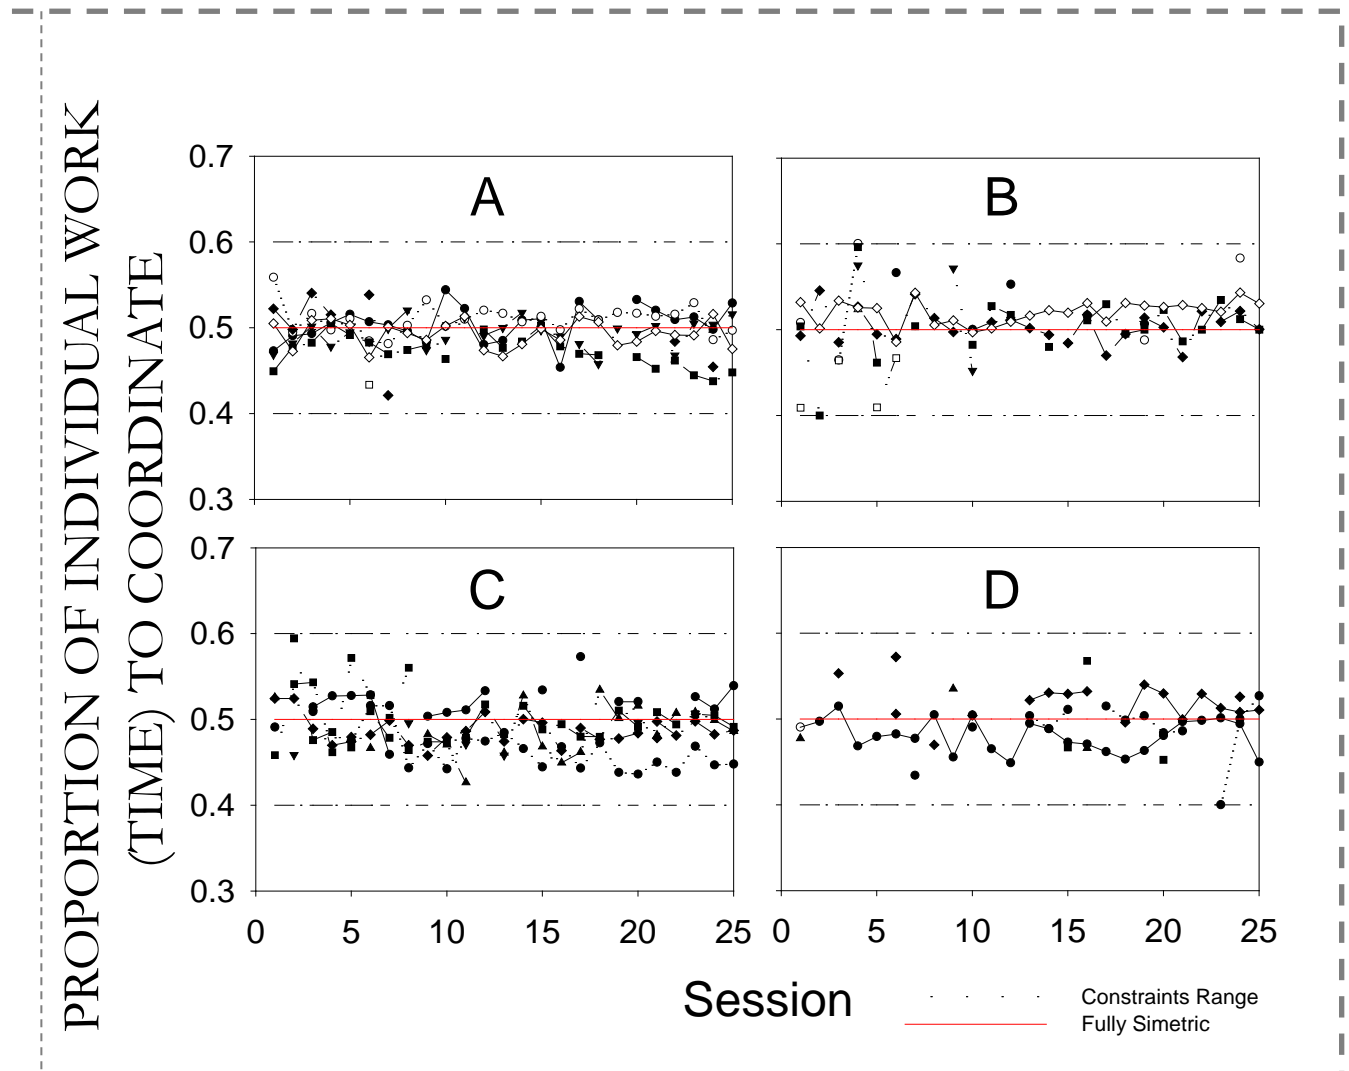 PROPORTION OF INDIVIDUAL WORK
(TIME) TO COORDINATE
0.7
0.6
0.5
0.4
0.3
A
B
0.7
0.6
0.5
0.4
0.3
C
D
0 5 10 15 20 25
0 5 10 15 20 25
Session
Constraints Range
Fully Simetric